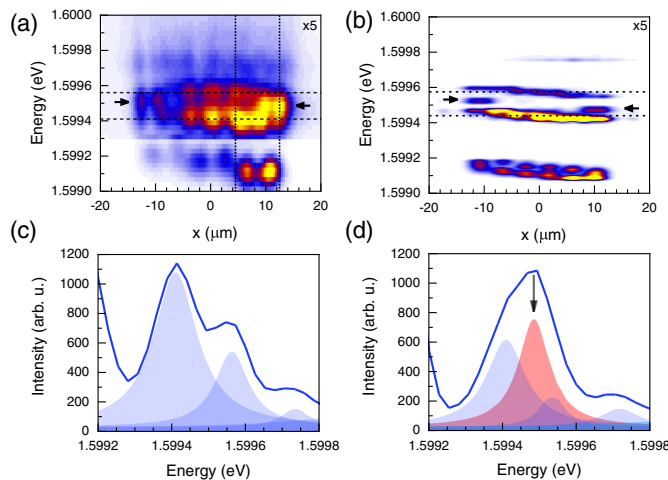 (a)
x5
1.6000
1.5998
1.5996
1.5994
1.5992
1.5990
Energy (eV)
-20 -10 0 10 20
x (μm)
(b)
x5
1.6000
1.5998
1.5996
1.5994
1.5992
1.5990
Energy (eV)
-20 -10 0 10 20
x (μm)
(c)
1200
1000
800
600
400
200
0
Intensity (arb. u.)
1.5992 1.5994 1.5996 1.5998
Energy (eV)
(d)
1200
1000
800
600
400
200
0
Intensity (arb. u.)
1.5992 1.5994 1.5996 1.5998
Energy (eV)